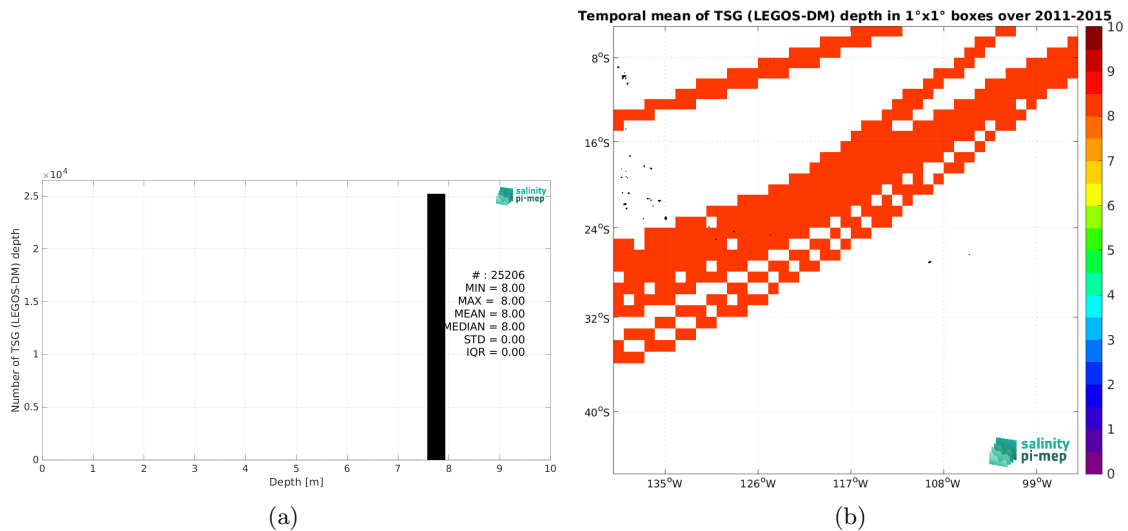 ×10⁴
2.5
2
1.5
1
0.5
0
Number of TSG (LEGOS-DM) depth
salinity
pi-mep
# : 25206
MIN = 8.00
MAX = 8.00
MEAN = 8.00
MEDIAN = 8.00
STD = 0.00
IQR = 0.00
0 1 2 3 4 5 6 7 8 9 10
Depth [m]
(a)
Temporal mean of TSG (LEGOS-DM) depth in 1°x1° boxes over 2011-2015
8°S
16°S
24°S
32°S
40°S
135°W 126°W 117°W 108°W 99°W
salinity
pi-mep
10
9
8
7
6
5
4
3
2
1
0
(b)